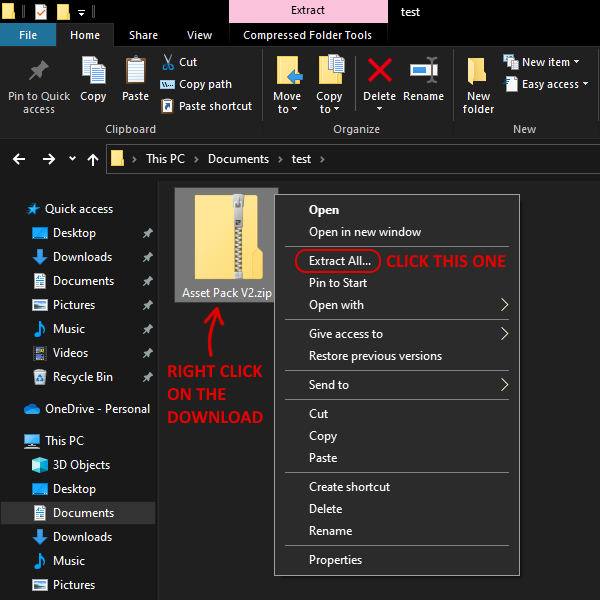 Extract
test
File
Home
Share
View
Compressed Folder Tools
Pin to Quick
access
Copy
Paste
Cut
Copy path
Paste shortcut
Clipboard
Move
to
Copy
to
Delete
Rename
Organize
New
folder
New item
Easy access
New
This PC
Documents
test
Quick access
Desktop
Downloads
Documents
Pictures
Music
Videos
Recycle Bin
OneDrive - Personal
This PC
3D Objects
Desktop
Documents
Downloads
Music
Pictures
Asset Pack V2.zip
RIGHT CLICK
ON THE
DOWNLOAD
Open
Open in new window
Extract All... CLICK THIS ONE
Pin to Start
Open with
Give access to
Restore previous versions
Send to
Cut
Copy
Paste
Create shortcut
Delete
Rename
Properties